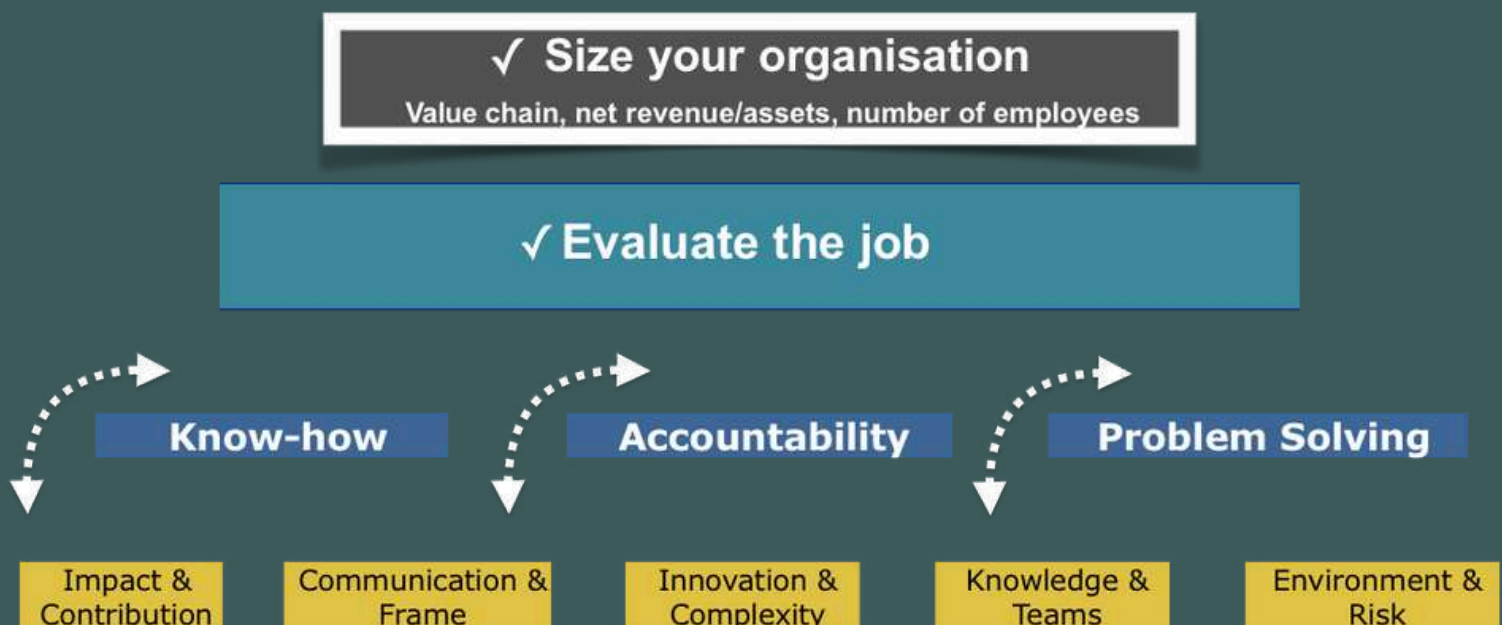 ✓ Size your organisation
Value chain, net revenue/assets, number of employees
✓ Evaluate the job
Know-how
Accountability
Problem Solving
Impact &
Contribution
Communication &
Frame
Innovation &
Complexity
Knowledge &
Teams
Environment &
Risk